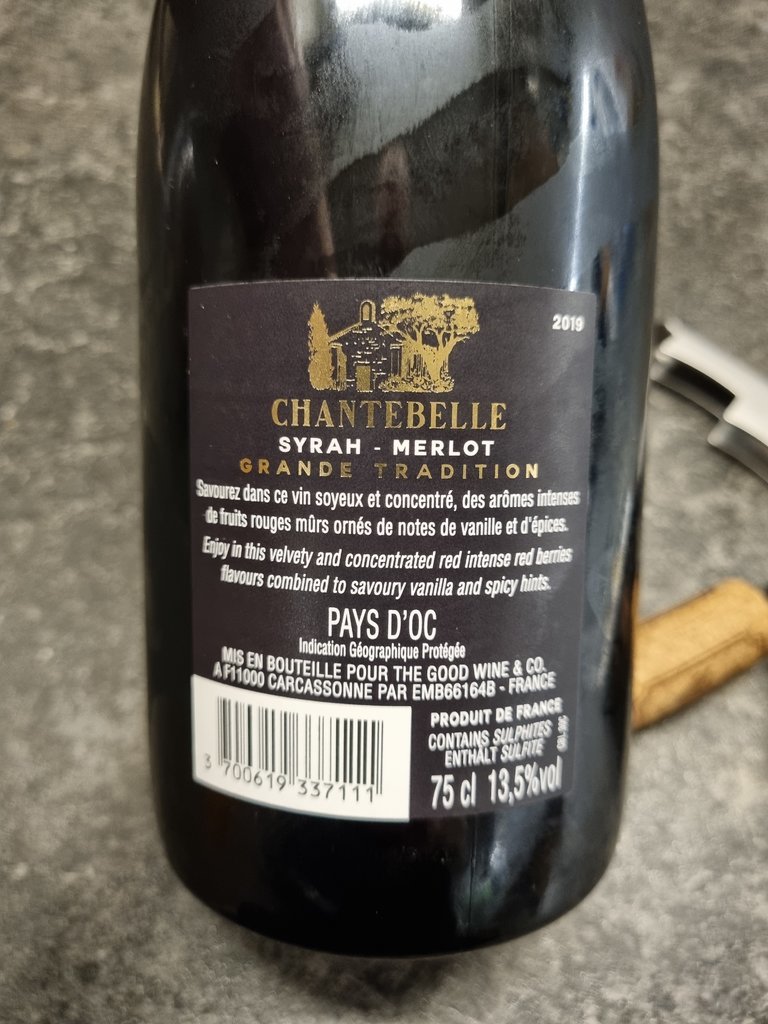 2019
CHANTEBELLE
SYRAH - MERLOT
GRANDE TRADITION
Savourez dans ce vin soyeux et concentré, des arômes intenses
de fruits rouges mûrs ornés de notes de vanille et d'épices.
Enjoy in this velvety and concentrated red intense red berries
flavours combined to savoury vanilla and spicy hints.
PAYS D'OC
Indication Géographique Protégée
MIS EN BOUTEILLE POUR THE GOOD WINE & CO.
A F11000 CARCASSONNE PAR EMB66164B - FRANCE
PRODUIT DE FRANCE
CONTAINS SULPHITES
ENTHÄLT SULFITE
75 cl 13,5%vol
3 700619 337111